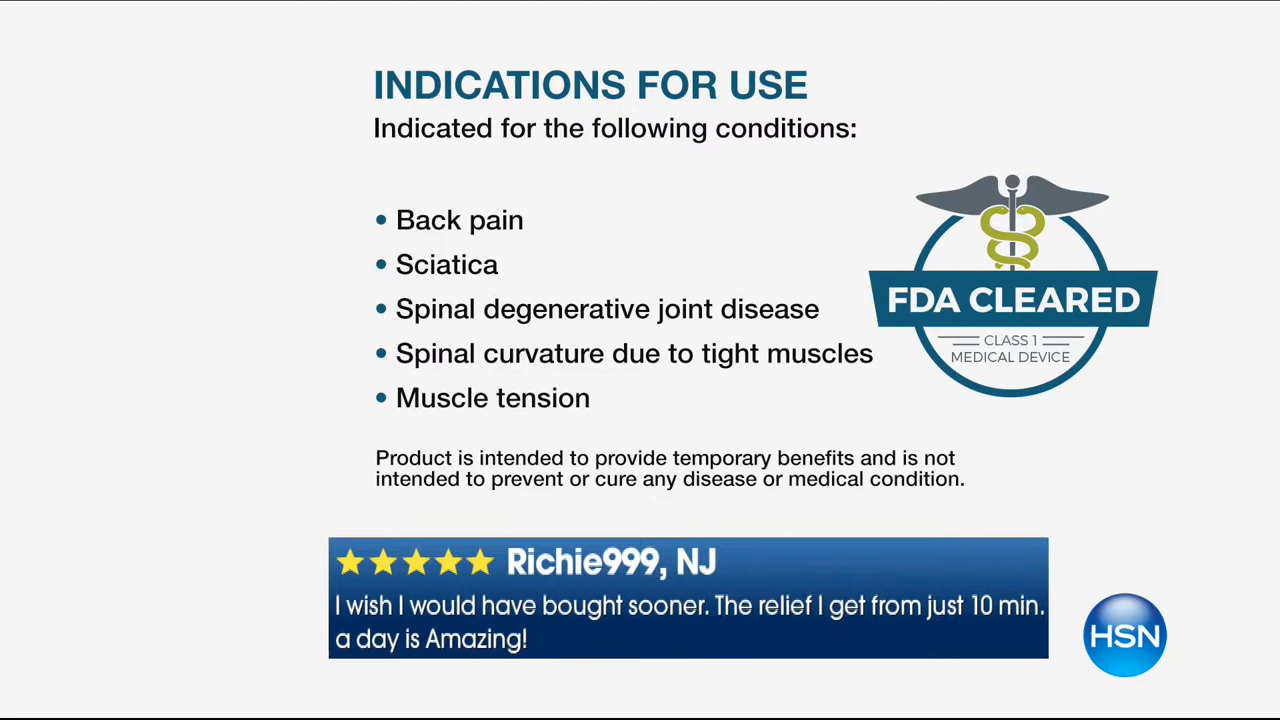 INDICATIONS FOR USE
Indicated for the following conditions:
• Back pain
• Sciatica
• Spinal degenerative joint disease
• Spinal curvature due to tight muscles
• Muscle tension
FDA CLEARED
CLASS 1
MEDICAL DEVICE
Product is intended to provide temporary benefits and is not
intended to prevent or cure any disease or medical condition.
Richie999, NJ
I wish I would have bought sooner. The relief I get from just 10 min.
a day is Amazing!
HSN